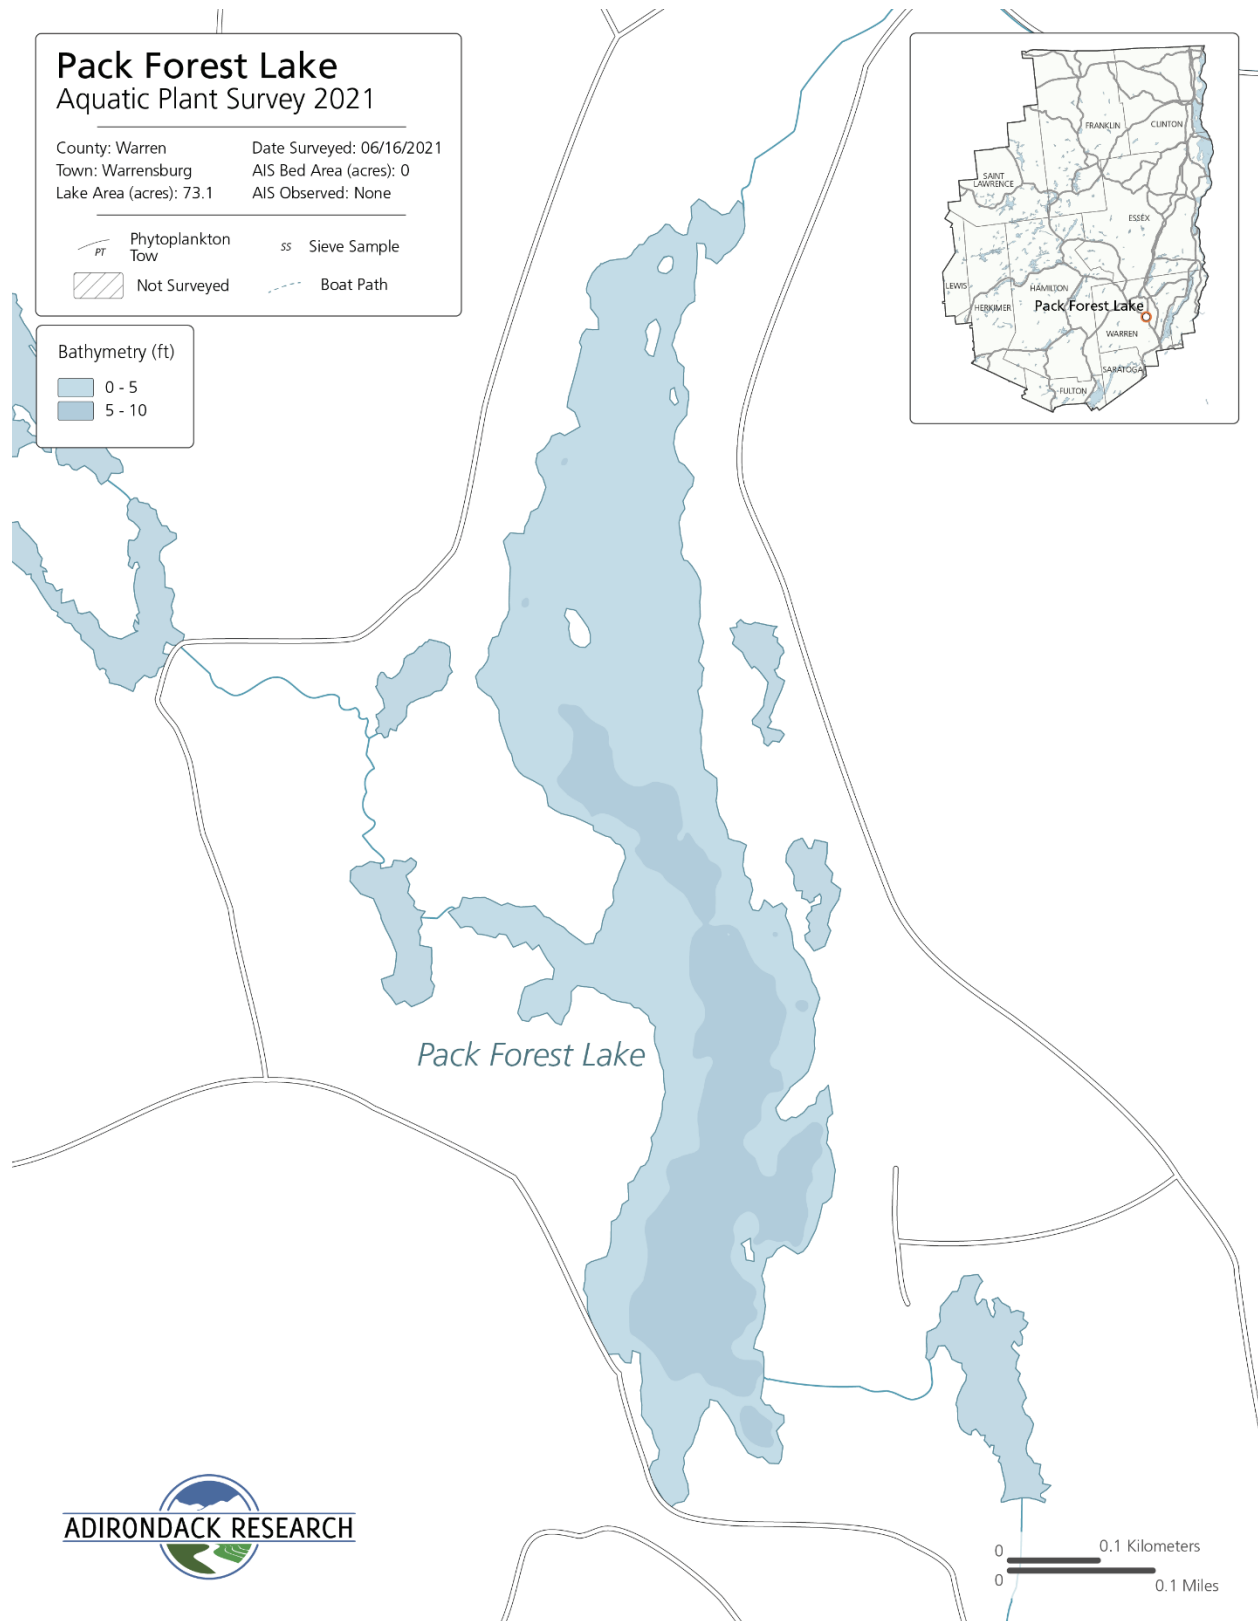 Pack Forest Lake
Aquatic Plant Survey 2021
County: Warren
Date Surveyed: 06/16/2021
Town: Warrensburg
AIS Bed Area (acres): 0
Lake Area (acres): 73.1
AIS Observed: None
PT
Phytoplankton
Tow
SS
Sieve Sample
Not Surveyed
Boat Path
Bathymetry (ft)
0 - 5
5 - 10
FRANKLIN
CLINTON
SAINT
LAWRENCE
ESSEX
LEWIS
HAMILTON
HERKIMER
Pack Forest Lake
WARREN
SARATOGA
FULTON
Pack Forest Lake
ADIRONDACK RESEARCH
0
0.1 Kilometers
0
0.1 Miles